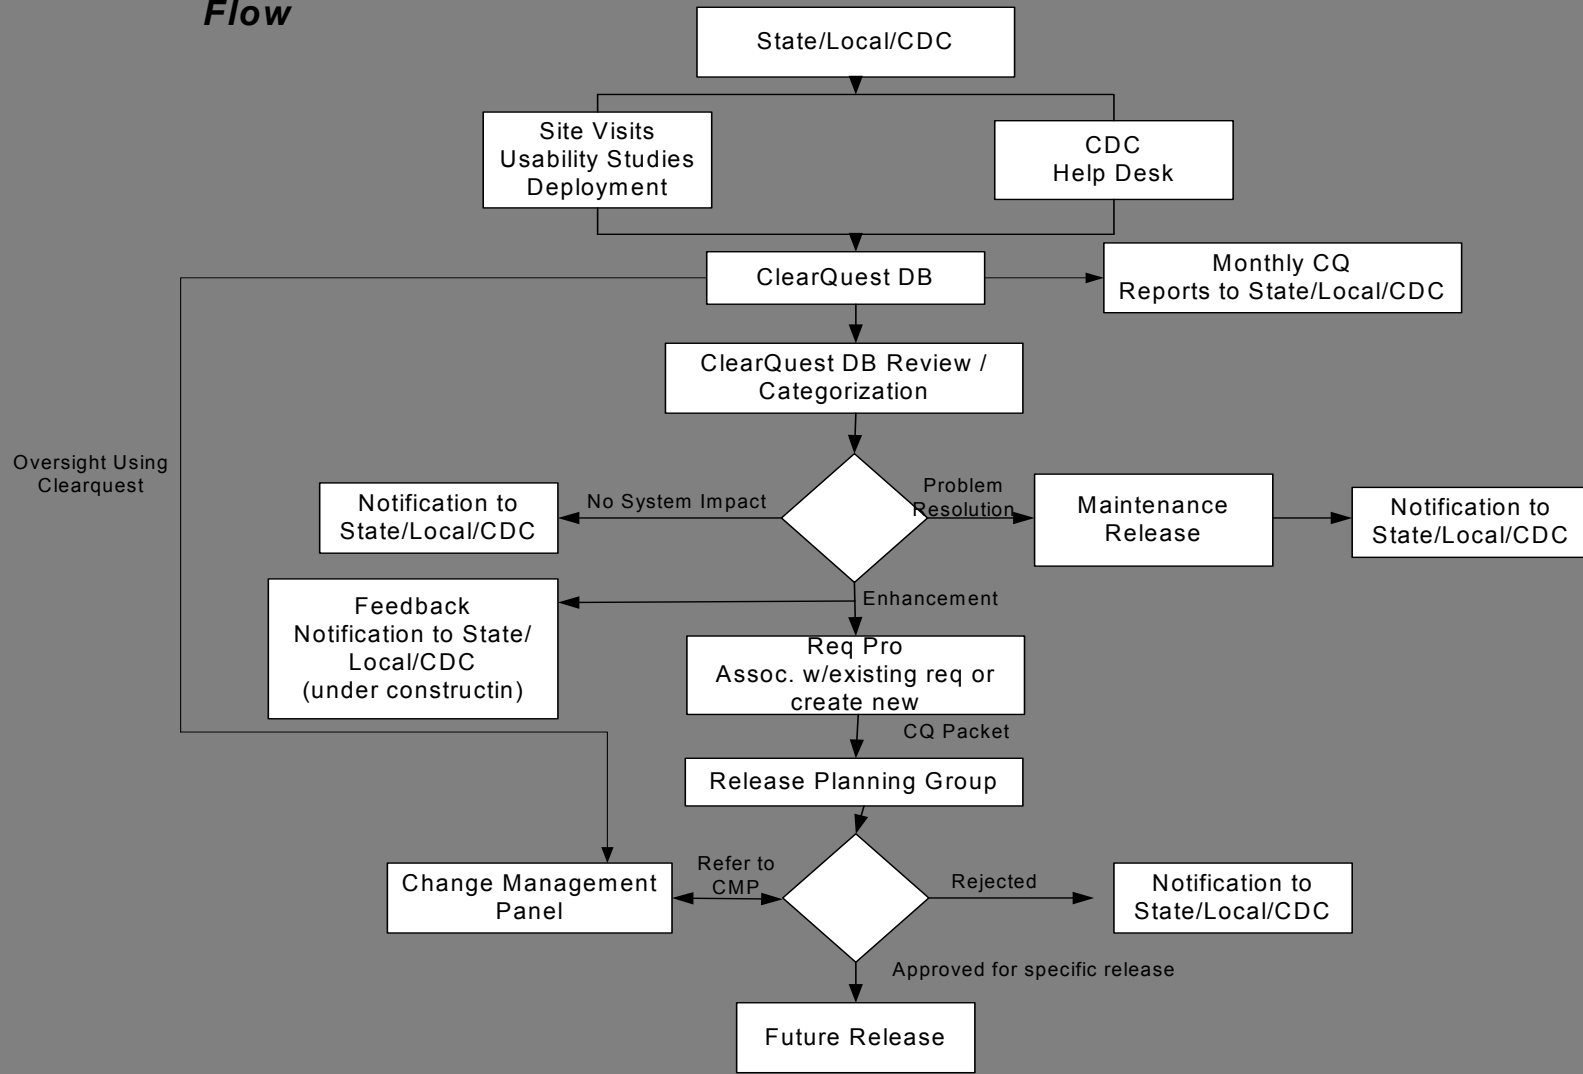 Flow
State/Local/CDC
Site Visits
Usability Studies
Deployment
CDC
Help Desk
ClearQuest DB
Monthly CQ
Reports to State/Local/CDC
ClearQuest DB Review /
Categorization
Oversight Using
Clearquest
Notification to
State/Local/CDC
No System Impact
Problem
Resolution
Maintenance
Release
Notification to
State/Local/CDC
Feedback
Notification to State/
Local/CDC
(under constructin)
Enhancement
Req Pro
Assoc. w/existing req or
create new
CQ Packet
Release Planning Group
Change Management
Panel
Refer to
CMP
Rejected
Notification to
State/Local/CDC
Approved for specific release
Future Release